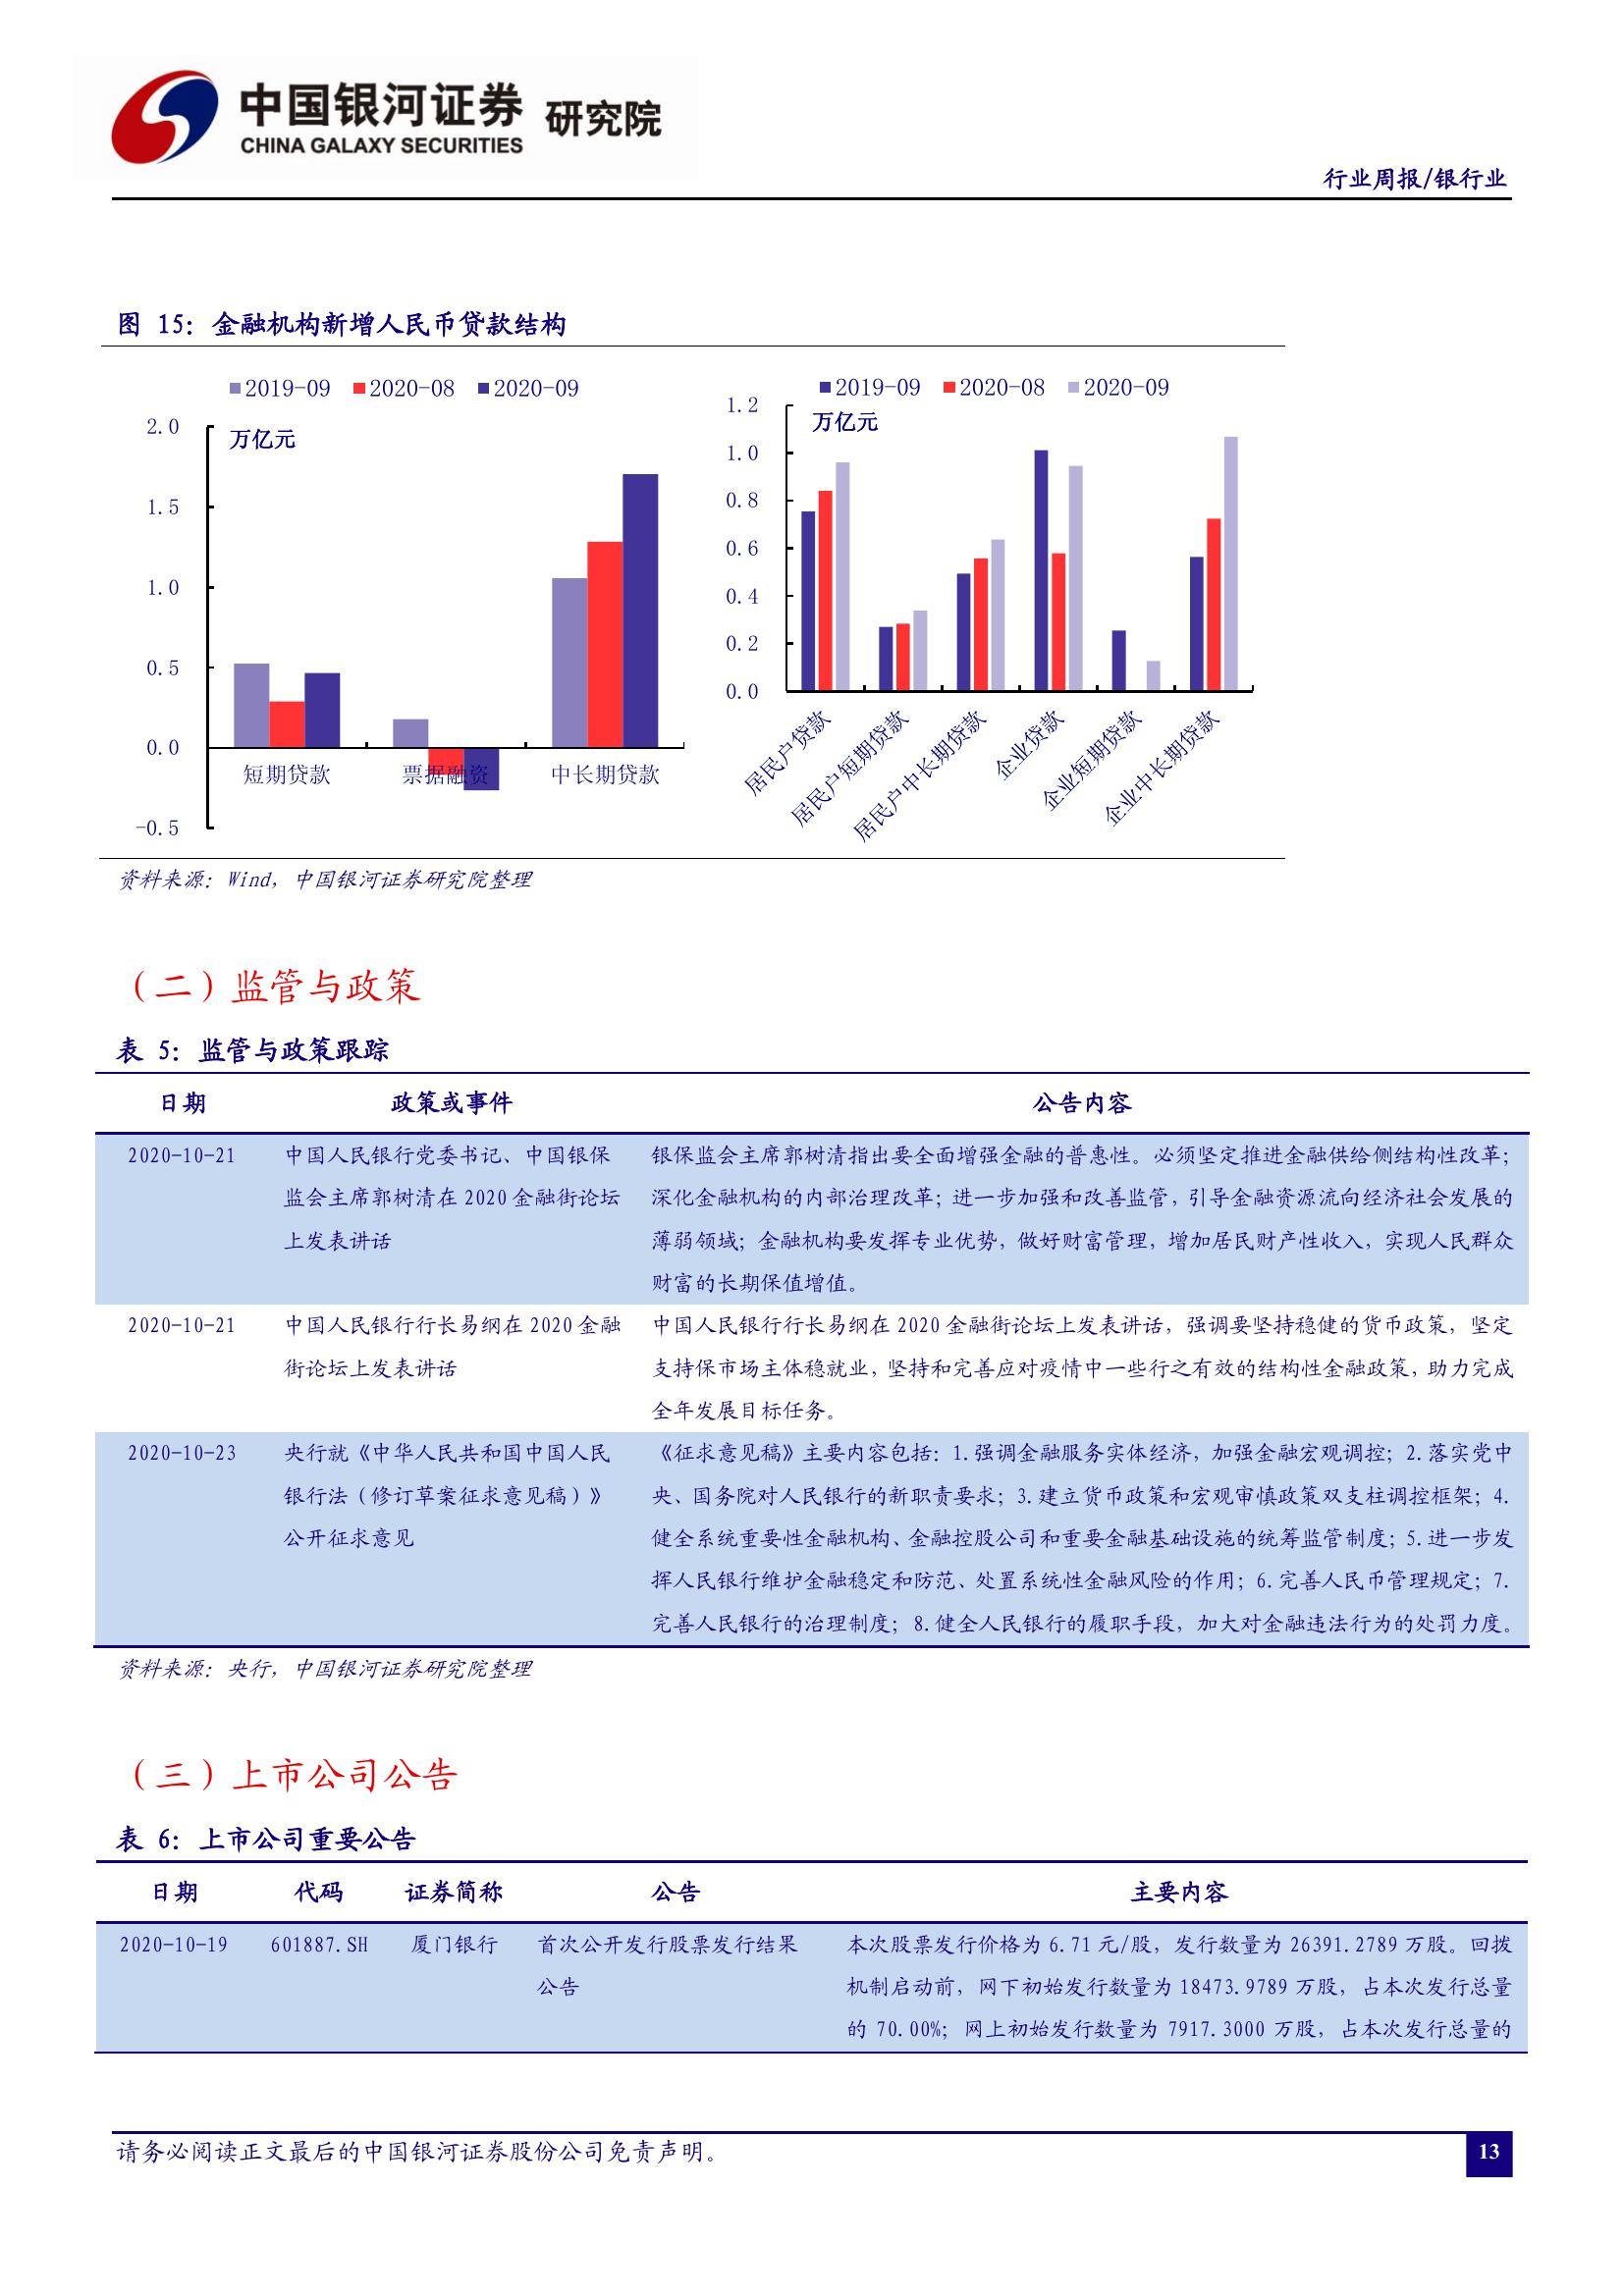 中国银河证券 研究院
CHINA GALAXY SECURITIES
行业周报/银行业
图 15：金融机构新增人民币贷款结构
2019-09 2020-08 2020-09
万亿元
2.0
1.5
1.0
0.5
0.0
-0.5
短期贷款 票据融资 中长期贷款
2019-09 2020-08 2020-09
万亿元
1.2
1.0
0.8
0.6
0.4
0.2
0.0
居民户贷款
居民户短期贷款
居民户中长期贷款
企业贷款
企业短期贷款
企业中长期贷款
资料来源：Wind，中国银河证券研究院整理
（二）监管与政策
表 5：监管与政策跟踪
日期 政策或事件 公告内容
2020-10-21 中国人民银行党委书记、中国银保 银保监会主席郭树清指出要全面增强金融的普惠性。必须坚定推进金融供给侧结构性改革；
监会主席郭树清在 2020 金融街论坛 深化金融机构的内部治理改革；进一步加强和改善监管，引导金融资源流向经济社会发展的
上发表讲话 薄弱领域；金融机构要发挥专业优势，做好财富管理，增加居民财产性收入，实现人民群众
财富的长期保值增值。
2020-10-21 中国人民银行行长易纲在 2020 金融 中国人民银行行长易纲在 2020 金融街论坛上发表讲话，强调要坚持稳健的货币政策，坚定
街论坛上发表讲话 支持保市场主体稳就业，坚持和完善应对疫情中一些行之有效的结构性金融政策，助力完成
全年发展目标任务。
2020-10-23 央行就《中华人民共和国中国人民 《征求意见稿》主要内容包括：1.强调金融服务实体经济，加强金融宏观调控；2.落实党中
银行法（修订草案征求意见稿）》 央、国务院对人民银行的新职责要求；3.建立货币政策和宏观审慎政策双支柱调控框架；4.
公开征求意见 健全系统重要性金融机构、金融控股公司和重要金融基础设施的统筹监管制度；5.进一步发
挥人民银行维护金融稳定和防范、处置系统性金融风险的作用；6.完善人民币管理规定；7.
完善人民银行的治理制度；8.健全人民银行的履职手段，加大对金融违法行为的处罚力度。
资料来源：央行，中国银河证券研究院整理
（三）上市公司公告
表 6：上市公司重要公告
日期 代码 证券简称 公告 主要内容
2020-10-19 601887.SH 厦门银行 首次公开发行股票发行结果 本次股票发行价格为 6.71 元/股，发行数量为 26391.2789 万股。回拨
公告 机制启动前，网下初始发行数量为 18473.9789 万股，占本次发行总量
的 70.00%；网上初始发行数量为 7917.3000 万股，占本次发行总量的
请务必阅读正文最后的中国银河证券股份公司免责声明。
13